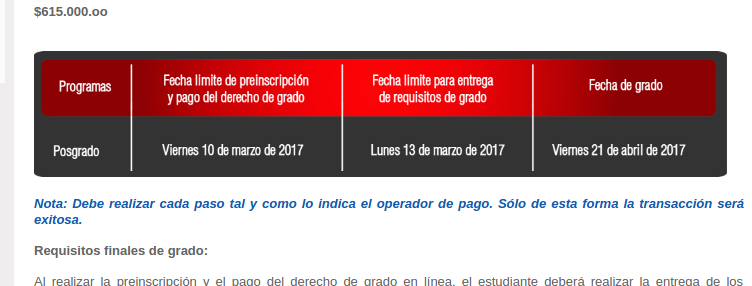 $615.000.oo
Programas
Fecha limite de preinscripción
y pago del derecho de grado
Fecha limite para entrega
de requisitos de grado
Fecha de grado
Posgrado
Viernes 10 de marzo de 2017
Lunes 13 de marzo de 2017
Viernes 21 de abril de 2017
Nota: Debe realizar cada paso tal y como lo indica el operador de pago. Sólo de esta forma la transacción será
exitosa.
Requisitos finales de grado:
Al realizar la preinscripción y el pago del derecho de grado en línea, el estudiante deberá realizar la entrega de los